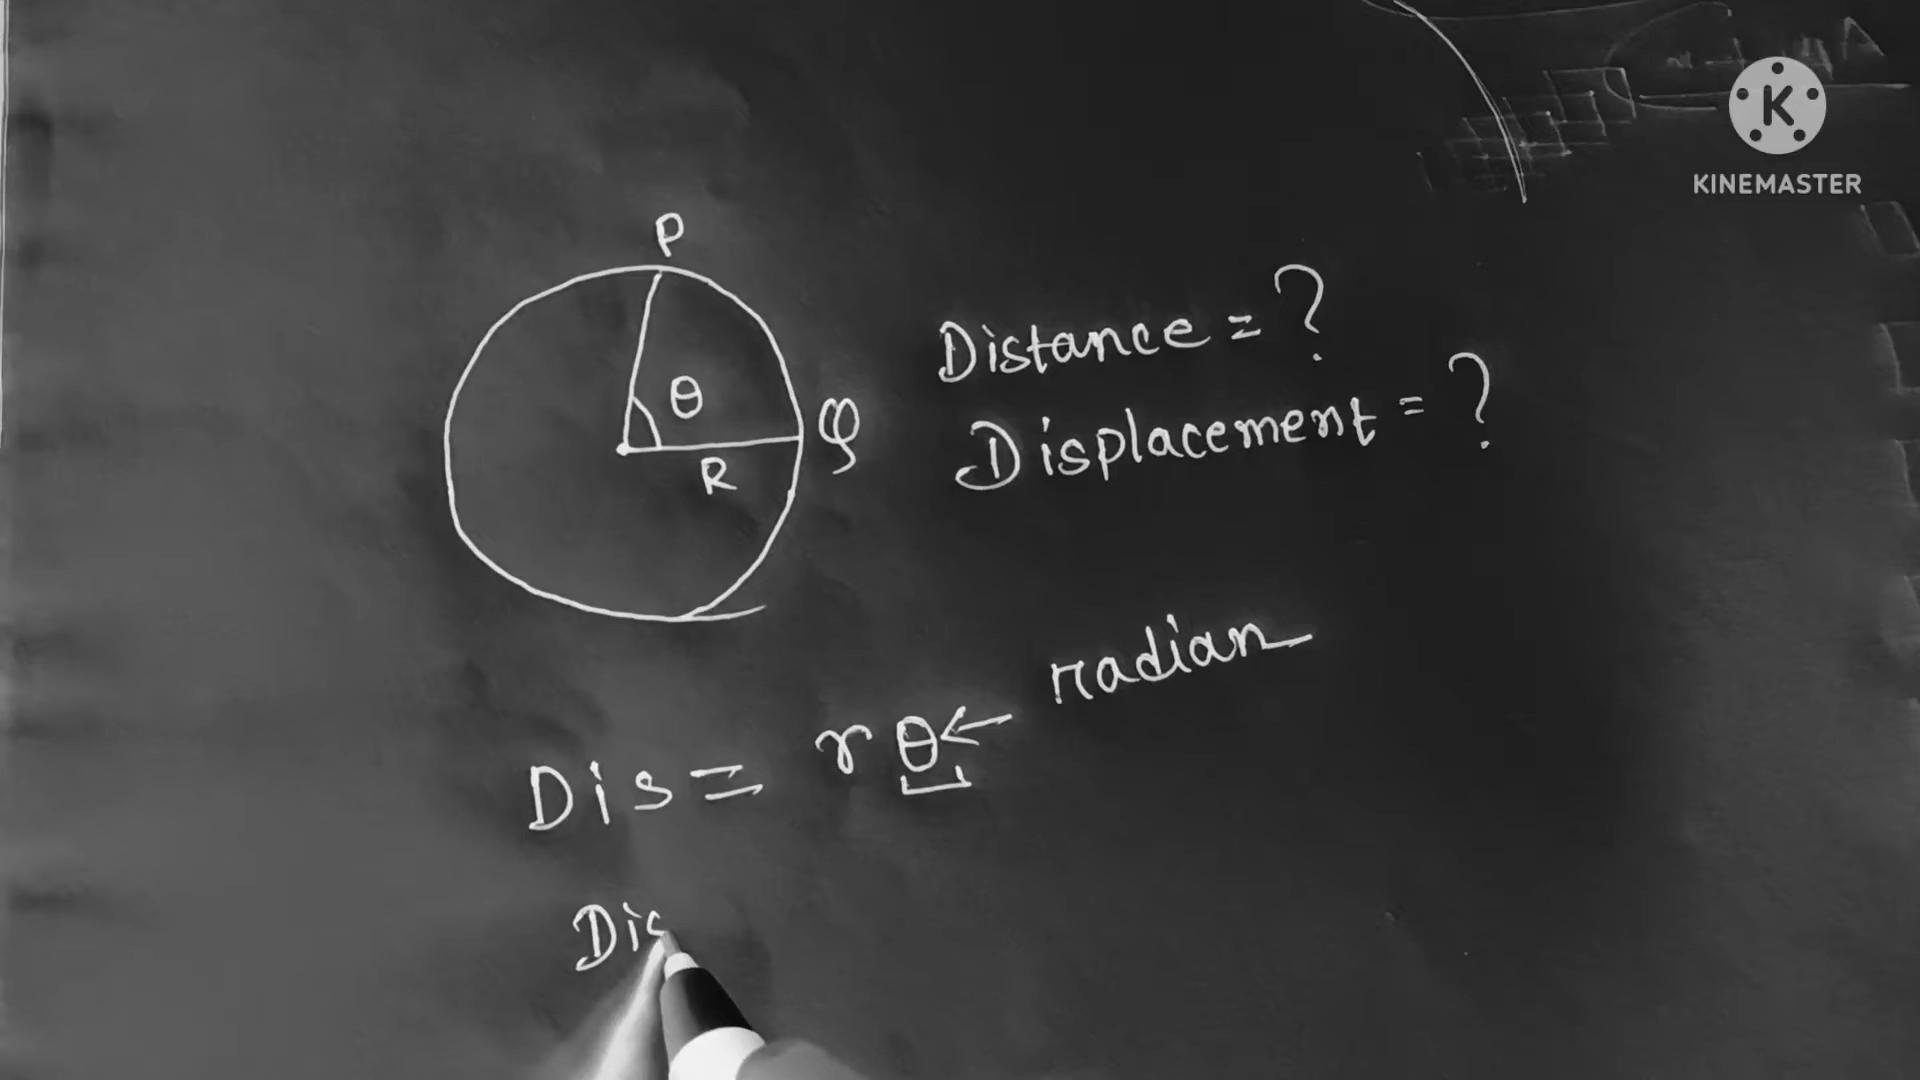 P
θ
Q
R
Distance = ?
Displacement = ?
radian
Dis = rθ ←
Dis
KINEMASTER